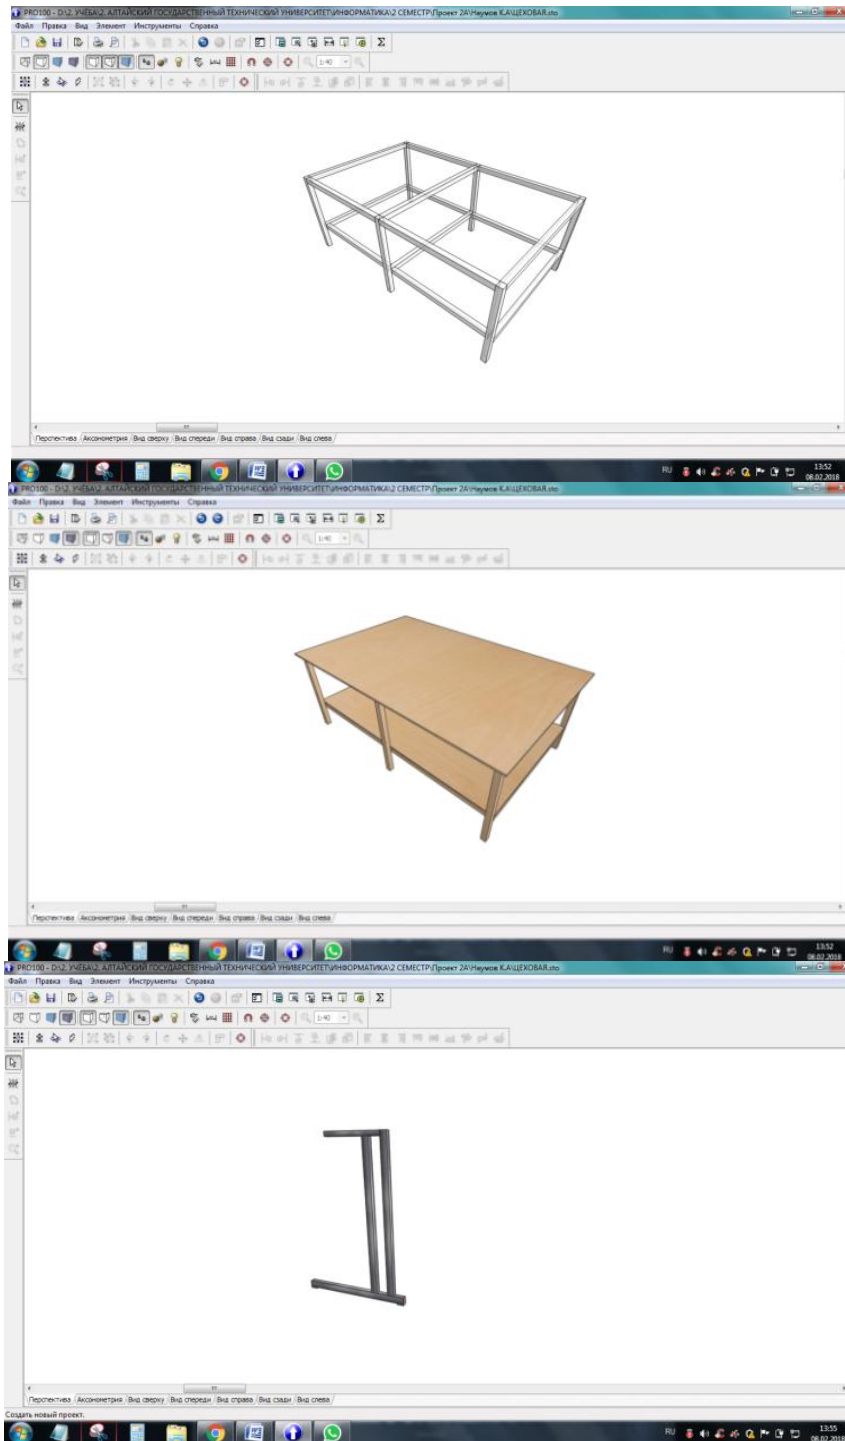 PRO100 - D:\2. УЧЁБА\2. АЛТАЙСКИЙ ГОСУДАРСТВЕННЫЙ ТЕХНИЧЕСКИЙ УНИВЕРСИТЕТ\ИНФОРМАТИКА\2 СЕМЕСТР\Проект 2А\Наумов К.А\ЦЕХОВАЯ.sto
Файл Правка Вид Элемент Инструменты Справка
1:40
Перспектива Аксонометрия Вид сверху Вид спереди Вид справа Вид сзади Вид слева
RU 13:52
08.02.2018
PRO100 - D:\2. УЧЁБА\2. АЛТАЙСКИЙ ГОСУДАРСТВЕННЫЙ ТЕХНИЧЕСКИЙ УНИВЕРСИТЕТ\ИНФОРМАТИКА\2 СЕМЕСТР\Проект 2А\Наумов К.А\ЦЕХОВАЯ.sto
Файл Правка Вид Элемент Инструменты Справка
1:40
Перспектива Аксонометрия Вид сверху Вид спереди Вид справа Вид сзади Вид слева
RU 13:52
08.02.2018
PRO100 - D:\2. УЧЁБА\2. АЛТАЙСКИЙ ГОСУДАРСТВЕННЫЙ ТЕХНИЧЕСКИЙ УНИВЕРСИТЕТ\ИНФОРМАТИКА\2 СЕМЕСТР\Проект 2А\Наумов К.А\ЦЕХОВАЯ.sto
Файл Правка Вид Элемент Инструменты Справка
1:40
Перспектива Аксонометрия Вид сверху Вид спереди Вид справа Вид сзади Вид слева
Создать новый проект.
RU 13:55
08.02.2018